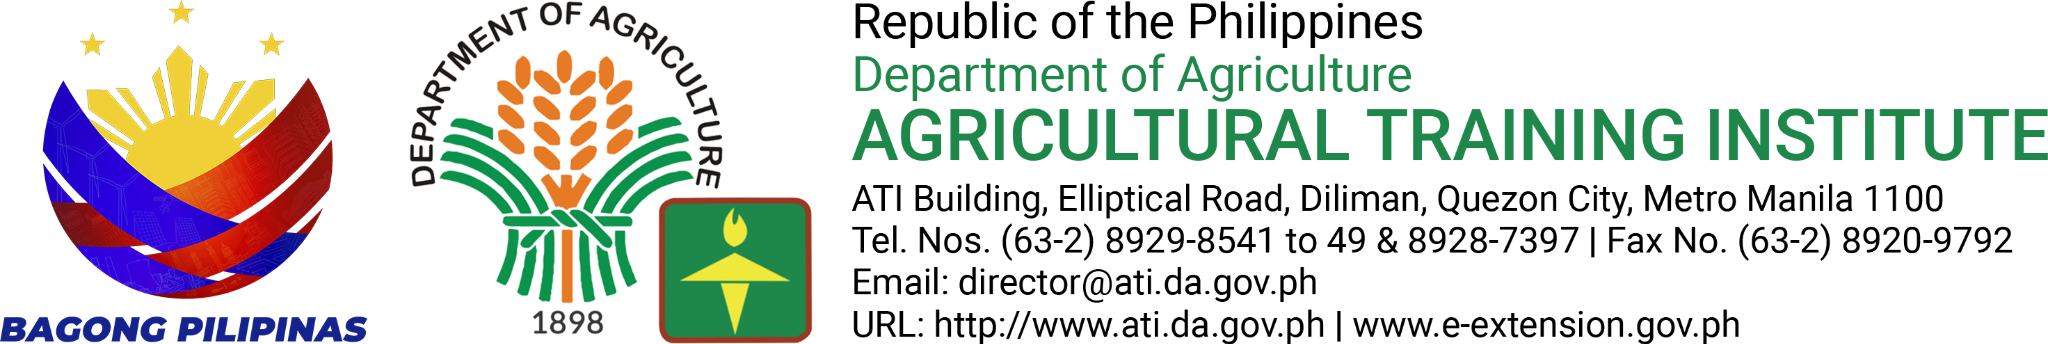 BAGONG PILIPINAS
DEPARTMENT OF AGRICULTURE
1898
Republic of the Philippines
Department of Agriculture
AGRICULTURAL TRAINING INSTITUTE
ATI Building, Elliptical Road, Diliman, Quezon City, Metro Manila 1100
Tel. Nos. (63-2) 8929-8541 to 49 & 8928-7397 | Fax No. (63-2) 8920-9792
Email: director@ati.da.gov.ph
URL: http://www.ati.da.gov.ph | www.e-extension.gov.ph